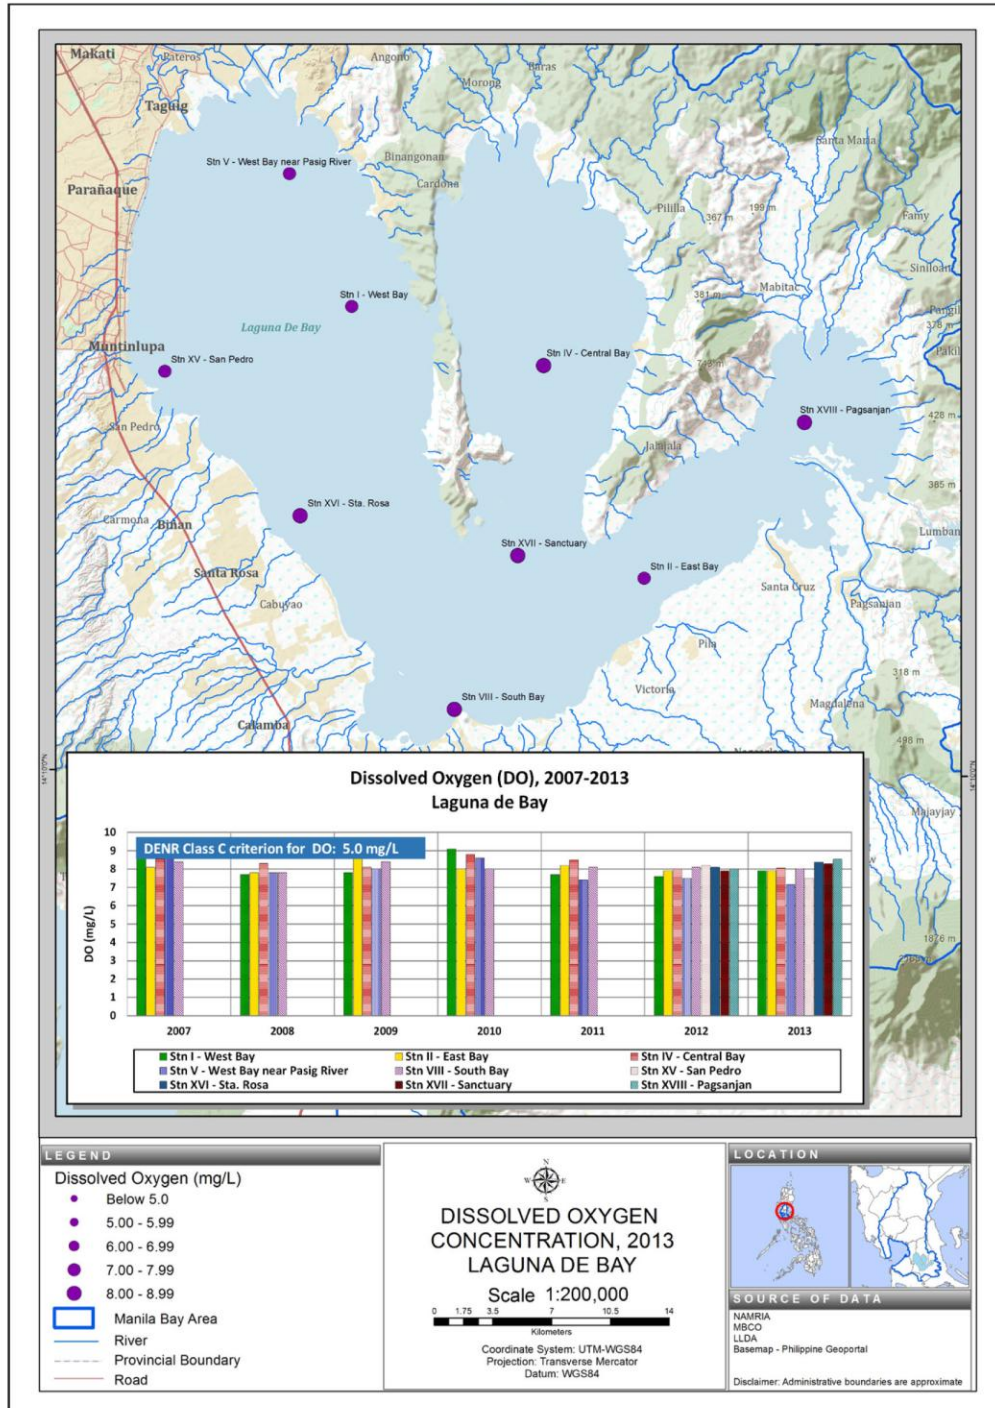 Makati
Pateros
Angono
Baras
Morong
Taguig
Santa Maria
Stn V - West Bay near Pasig River
Binangonan
Cardona
Parañaque
Pililla
199 m
367 m
Famy
Siniloan
Mabitac
381 m
Stn I - West Bay
Laguna De Bay
378 m
Muntinlupa
Stn XV - San Pedro
Stn IV - Central Bay
Stn XVIII - Pagsanjan
428 m
San Pedro
Jalajala
385 m
Stn XVI - Sta. Rosa
Carmona
Biñan
Lumban
Stn XVII - Sanctuary
Stn II - East Bay
Santa Rosa
Santa Cruz
Cabuyao
Pagsanjan
Pila
318 m
Victoria
Stn VIII - South Bay
Magdalena
Calamba
498 m
14°10'0"N
14°10'0"N
Majayjay
1876 m
Dissolved Oxygen (DO), 2007-2013
Laguna de Bay
DENR Class C criterion for DO: 5.0 mg/L
DO (mg/L)
10
9
8
7
6
5
4
3
2
1
0
2007 2008 2009 2010 2011 2012 2013
Stn I - West Bay Stn II - East Bay Stn IV - Central Bay
Stn V - West Bay near Pasig River Stn VIII - South Bay Stn XV - San Pedro
Stn XVI - Sta. Rosa Stn XVII - Sanctuary Stn XVIII - Pagsanjan
LEGEND
Dissolved Oxygen (mg/L)
Below 5.0
5.00 - 5.99
6.00 - 6.99
7.00 - 7.99
8.00 - 8.99
Manila Bay Area
River
Provincial Boundary
Road
N
W E
S
DISSOLVED OXYGEN
CONCENTRATION, 2013
LAGUNA DE BAY
Scale 1:200,000
0 1.75 3.5 7 10.5 14
Kilometers
Coordinate System: UTM-WGS84
Projection: Transverse Mercator
Datum: WGS84
LOCATION
SOURCE OF DATA
NAMRIA
MBCO
LLDA
Basemap - Philippine Geoportal
Disclaimer: Administrative boundaries are approximate